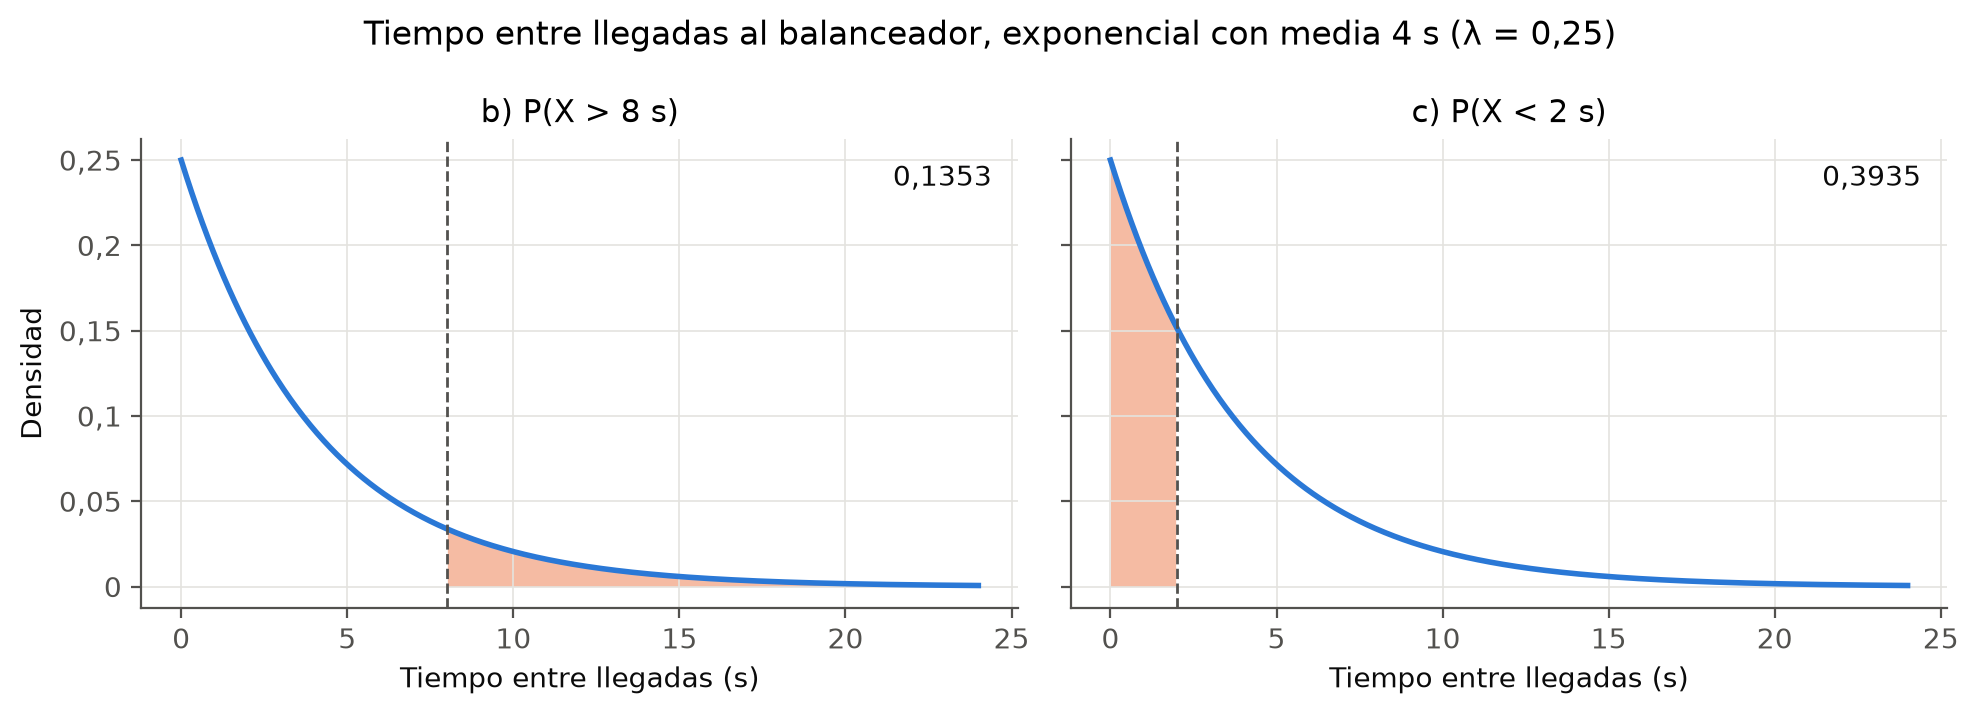 Tiempo entre llegadas al balanceador, exponencial con media 4 s (λ = 0,25)
b) P(X > 8 s)
0,1353
0,25
0,2
0,15
0,1
0,05
0
Densidad
0 5 10 15 20 25
Tiempo entre llegadas (s)
c) P(X < 2 s)
0,3935
0 5 10 15 20 25
Tiempo entre llegadas (s)